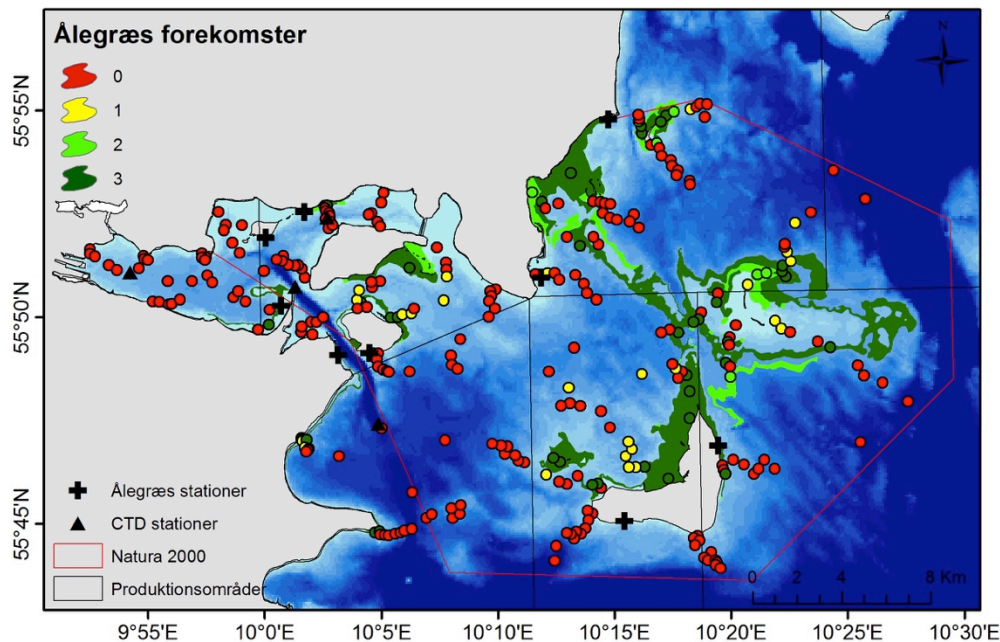 Ålegræs forekomster
0
1
2
3
N
55°55'N
55°50'N
55°45'N
Ålegræs stationer
CTD stationer
Natura 2000
Produktionsområder
0 2 4 8 Km
9°55'E 10°0'E 10°5'E 10°10'E 10°15'E 10°20'E 10°25'E 10°30'E